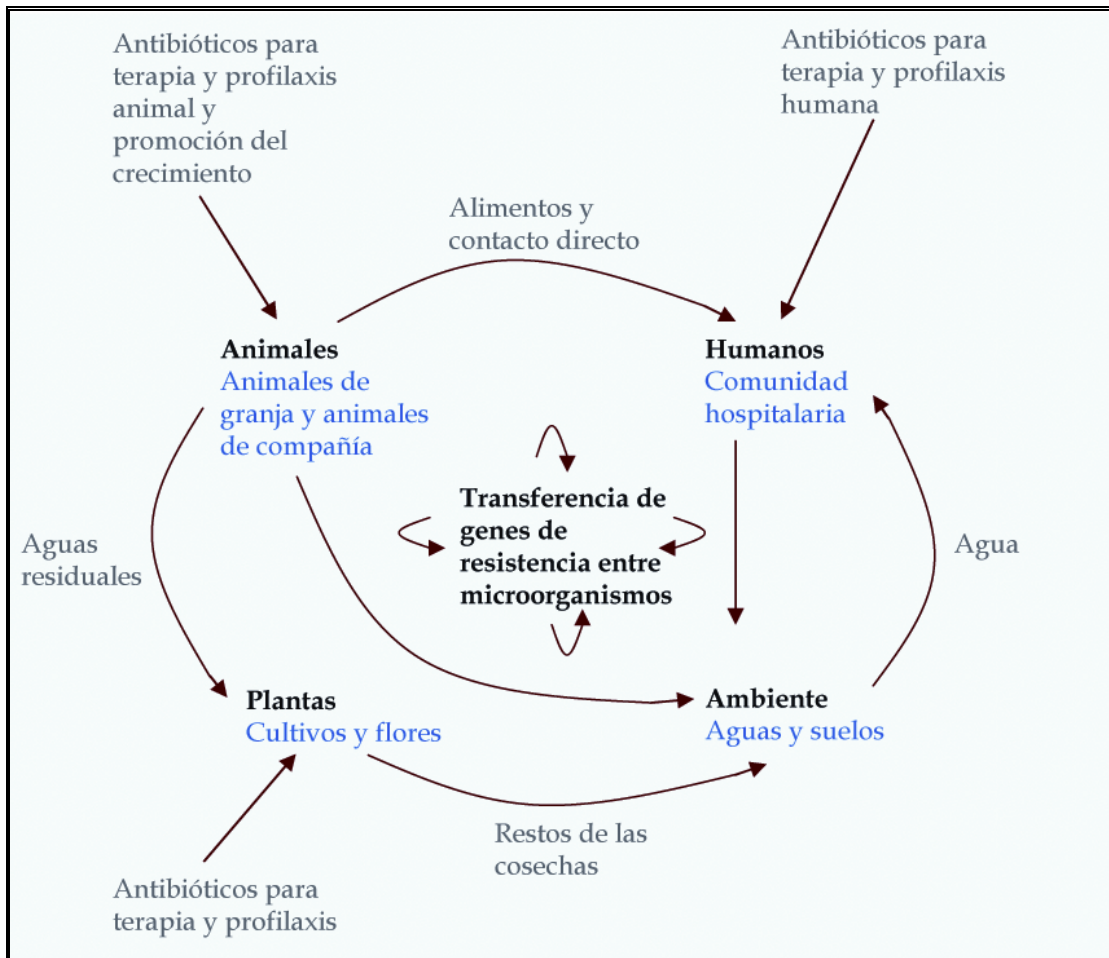 Antibióticos para
terapia y profilaxis
animal y
promoción del
crecimiento
Antibióticos para
terapia y profilaxis
humana
Alimentos y
contacto directo
Animales
Animales de
granja y animales
de compañía
Humanos
Comunidad
hospitalaria
Transferencia de
genes de
resistencia entre
microorganismos
Aguas
residuales
Agua
Plantas
Cultivos y flores
Ambiente
Aguas y suelos
Restos de las
cosechas
Antibióticos para
terapia y profilaxis